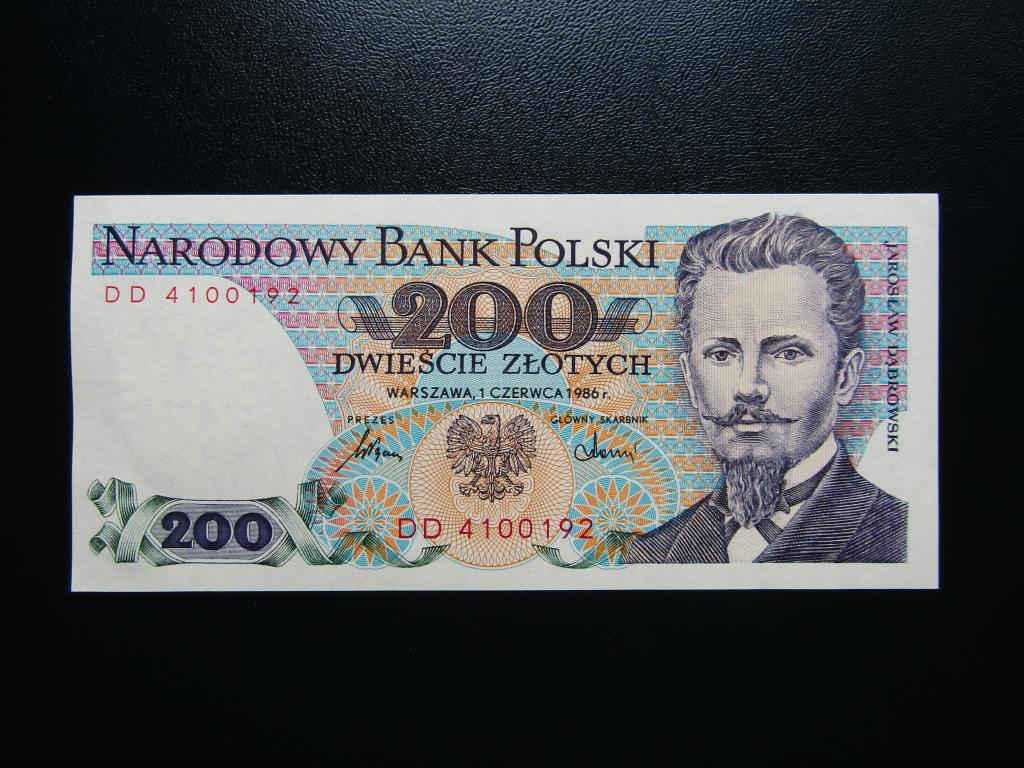 NARODOWY BANK POLSKI
DD 4100192
200
DWIEŚCIE ZŁOTYCH
WARSZAWA, 1 CZERWCA 1986 r.
PREZES
GŁÓWNY SKARBNIK
DD 4100192
200
JAROSŁAW DĄBROWSKI